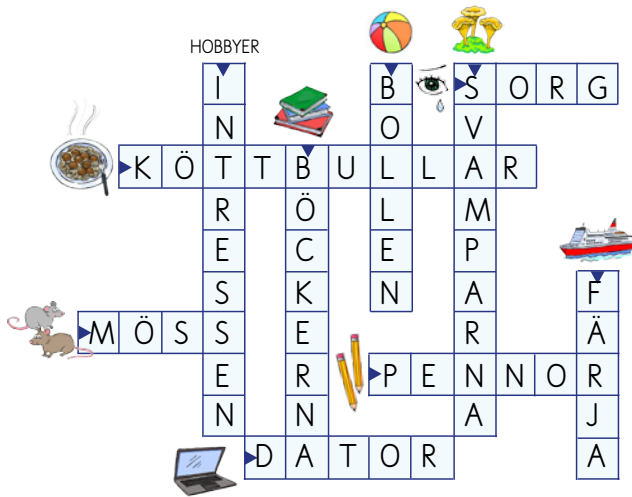 HOBBYER
INTRESSEN
BOLLEN
SVAMPARNA
SORG
KÖTTBULLAR
BÖCKERNA
FÄRJA
MÖSS
PENNOR
DATOR